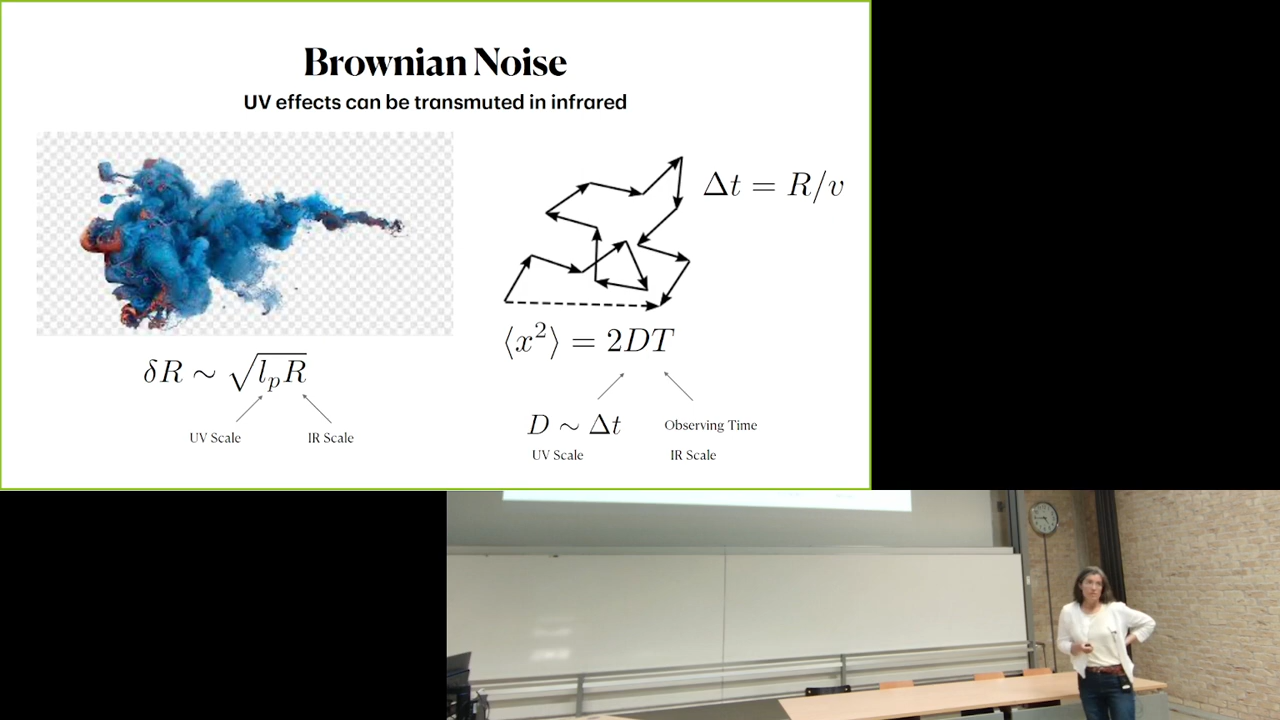 Brownian Noise
UV effects can be transmuted in infrared
Δt = R/v
⟨x²⟩ = 2DT
δR ∼ √(lₚR)
D ∼ Δt
Observing Time
UV Scale
IR Scale
UV Scale
IR Scale